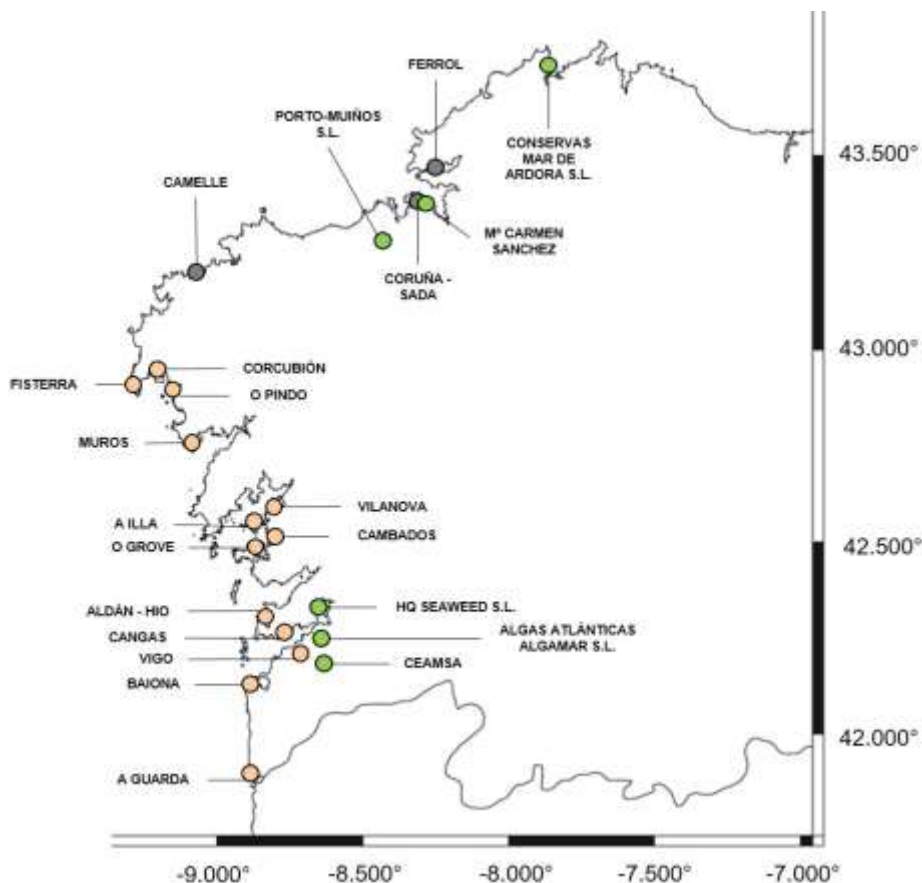 FERROL
PORTO-MUIÑOS
S.L.
CONSERVAS
MAR DE
ARDORA S.L.
43.500°
CAMELLE
Mª CARMEN
SANCHEZ
CORUÑA -
SADA
43.000°
CORCUBIÓN
FISTERRA
O PINDO
MUROS
VILANOVA
A ILLA
CAMBADOS
O GROVE
42.500°
ALDÁN - HIO
HQ SEAWEED S.L.
CANGAS
ALGAS ATLÁNTICAS
ALGAMAR S.L.
VIGO
CEAMSA
BAIONA
42.000°
A GUARDA
-9.000°
-8.500°
-8.000°
-7.500°
-7.000°